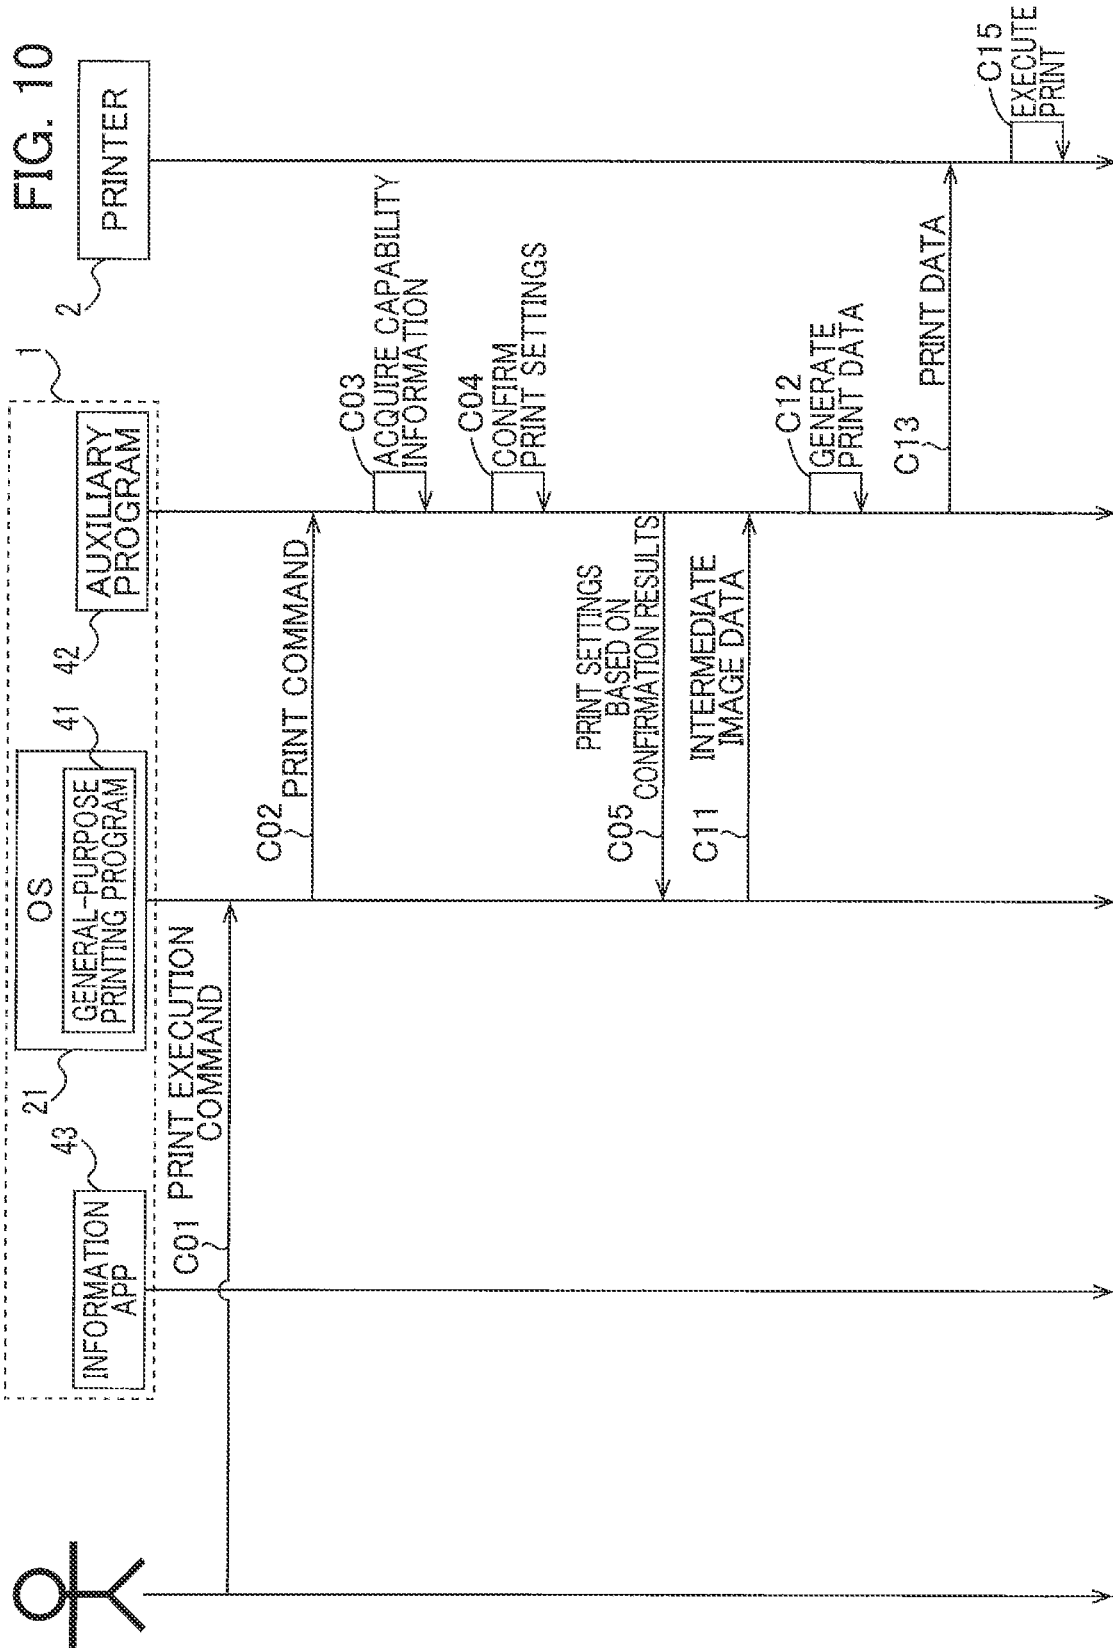 FIG. 10
1
INFORMATION
APP
43
OS
GENERAL-PURPOSE
PRINTING PROGRAM
21
41
AUXILIARY
PROGRAM
42
PRINTER
2
C01
PRINT EXECUTION
COMMAND
C02
PRINT COMMAND
C03
ACQUIRE CAPABILITY
INFORMATION
C04
CONFIRM
PRINT SETTINGS
PRINT SETTINGS
BASED ON
CONFIRMATION RESULTS
C05
C11
INTERMEDIATE
IMAGE DATA
C12
GENERATE
PRINT DATA
C13
PRINT DATA
C15
EXECUTE
PRINT